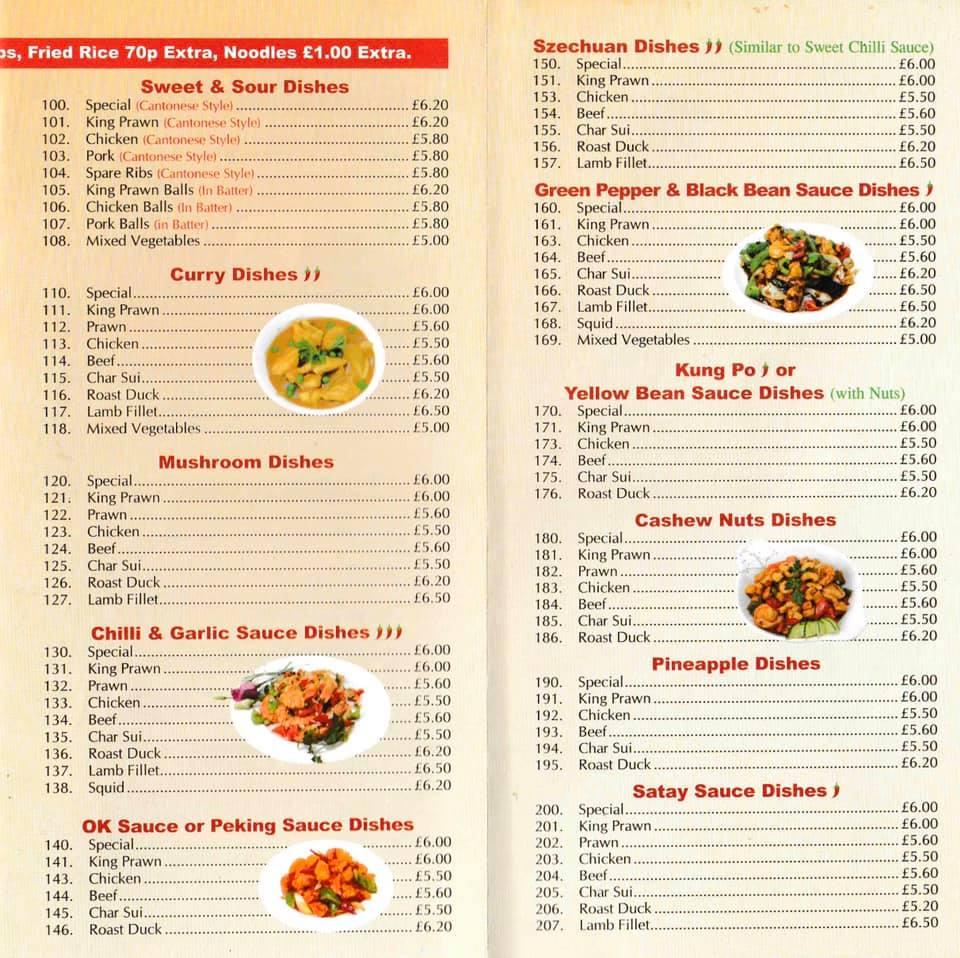 os, Fried Rice 70p Extra, Noodles £1.00 Extra.
Sweet & Sour Dishes
100. Special (Cantonese Style) £6.20
101. King Prawn (Cantonese Style) £6.20
102. Chicken (Cantonese Style) £5.80
103. Pork (Cantonese Style) £5.80
104. Spare Ribs (Cantonese Style) £5.80
105. King Prawn Balls (In Batter) £6.20
106. Chicken Balls (In Batter) £5.80
107. Pork Balls (in Batter) £5.80
108. Mixed Vegetables £5.00
Curry Dishes
110. Special £6.00
111. King Prawn £6.00
112. Prawn £5.60
113. Chicken £5.50
114. Beef £5.60
115. Char Sui £5.50
116. Roast Duck £6.20
117. Lamb Fillet £6.50
118. Mixed Vegetables £5.00
Mushroom Dishes
120. Special £6.00
121. King Prawn £6.00
122. Prawn £5.60
123. Chicken £5.50
124. Beef £5.60
125. Char Sui £5.50
126. Roast Duck £6.20
127. Lamb Fillet £6.50
Chilli & Garlic Sauce Dishes
130. Special £6.00
131. King Prawn £6.00
132. Prawn £5.60
133. Chicken £5.50
134. Beef £5.60
135. Char Sui £5.50
136. Roast Duck £6.20
137. Lamb Fillet £6.50
138. Squid £6.20
OK Sauce or Peking Sauce Dishes
140. Special £6.00
141. King Prawn £6.00
143. Chicken £5.50
144. Beef £5.60
145. Char Sui £5.50
146. Roast Duck £6.20
Szechuan Dishes (Similar to Sweet Chilli Sauce)
150. Special £6.00
151. King Prawn £6.00
153. Chicken £5.50
154. Beef £5.60
155. Char Sui £5.50
156. Roast Duck £6.20
157. Lamb Fillet £6.50
Green Pepper & Black Bean Sauce Dishes
160. Special £6.00
161. King Prawn £6.00
163. Chicken £5.50
164. Beef £5.60
165. Char Sui £6.20
166. Roast Duck £6.50
167. Lamb Fillet £6.50
168. Squid £6.20
169. Mixed Vegetables £5.00
Kung Po or
Yellow Bean Sauce Dishes (with Nuts)
170. Special £6.00
171. King Prawn £6.00
173. Chicken £5.50
174. Beef £5.60
175. Char Sui £5.50
176. Roast Duck £6.20
Cashew Nuts Dishes
180. Special £6.00
181. King Prawn £6.00
182. Prawn £5.60
183. Chicken £5.50
184. Beef £5.60
185. Char Sui £5.50
186. Roast Duck £6.20
Pineapple Dishes
190. Special £6.00
191. King Prawn £6.00
192. Chicken £5.50
193. Beef £5.60
194. Char Sui £5.50
195. Roast Duck £6.20
Satay Sauce Dishes
200. Special £6.00
201. King Prawn £6.00
202. Prawn £5.60
203. Chicken £5.50
204. Beef £5.60
205. Char Sui £5.50
206. Roast Duck £5.20
207. Lamb Fillet £6.50